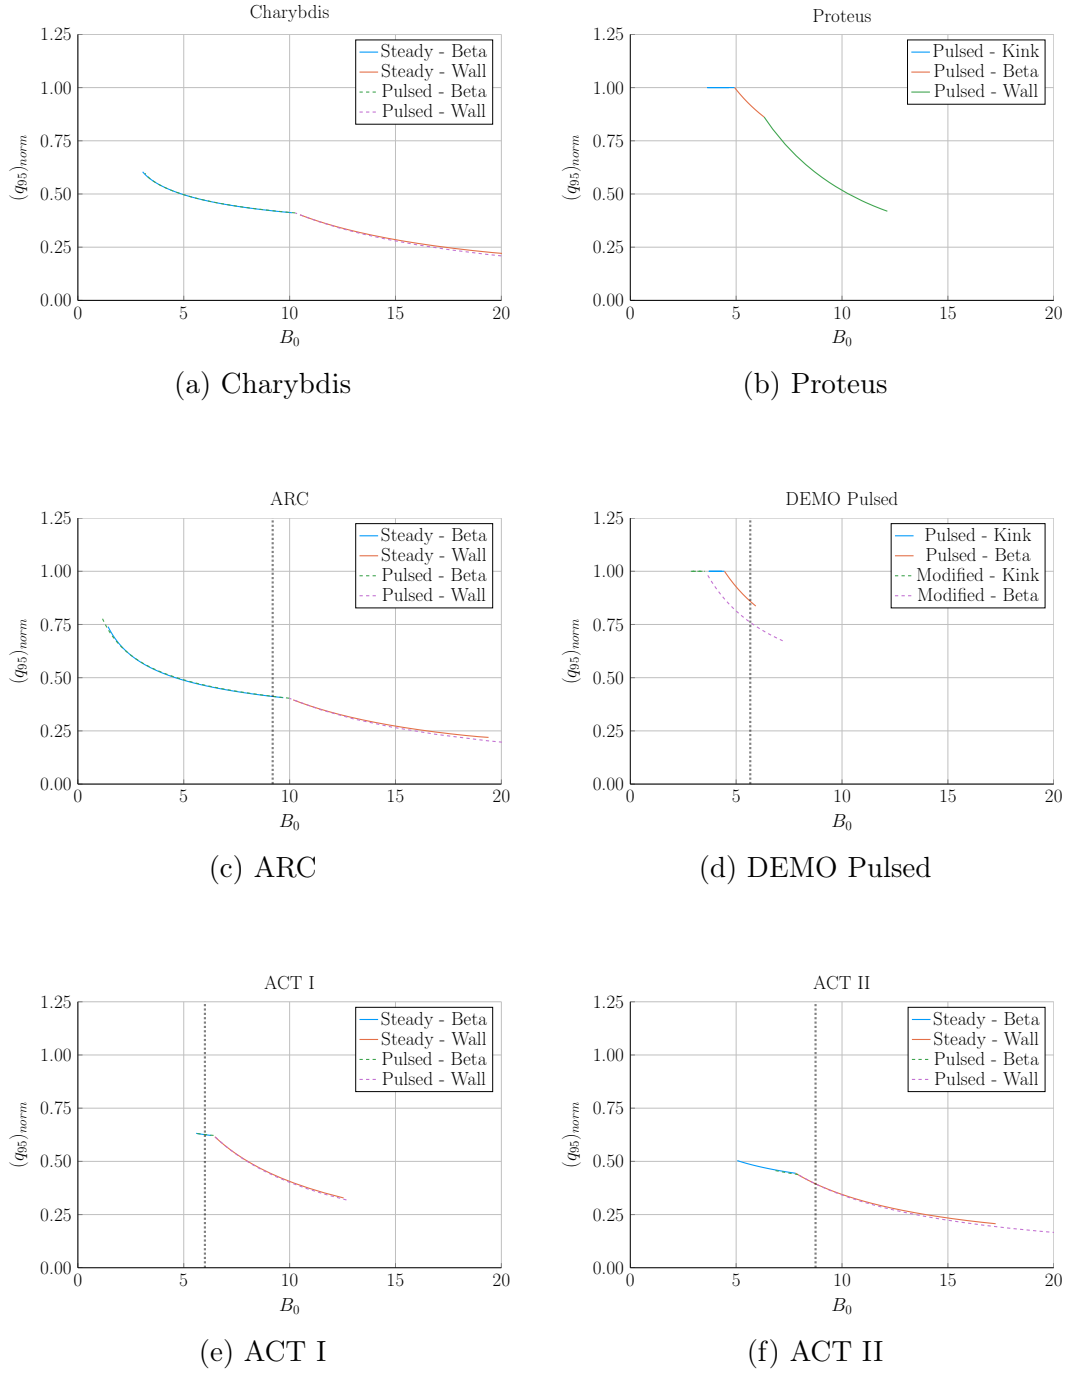 Charybdis
1.25
1.00
0.75
0.50
0.25
0.00
(q95)norm
Steady - Beta
Steady - Wall
Pulsed - Beta
Pulsed - Wall
0 5 10 15 20
B0
(a) Charybdis
Proteus
1.25
1.00
0.75
0.50
0.25
0.00
(q95)norm
Pulsed - Kink
Pulsed - Beta
Pulsed - Wall
0 5 10 15 20
B0
(b) Proteus
ARC
1.25
1.00
0.75
0.50
0.25
0.00
(q95)norm
Steady - Beta
Steady - Wall
Pulsed - Beta
Pulsed - Wall
0 5 10 15 20
B0
(c) ARC
DEMO Pulsed
1.25
1.00
0.75
0.50
0.25
0.00
(q95)norm
Pulsed - Kink
Pulsed - Beta
Modified - Kink
Modified - Beta
0 5 10 15 20
B0
(d) DEMO Pulsed
ACT I
1.25
1.00
0.75
0.50
0.25
0.00
(q95)norm
Steady - Beta
Steady - Wall
Pulsed - Beta
Pulsed - Wall
0 5 10 15 20
B0
(e) ACT I
ACT II
1.25
1.00
0.75
0.50
0.25
0.00
(q95)norm
Steady - Beta
Steady - Wall
Pulsed - Beta
Pulsed - Wall
0 5 10 15 20
B0
(f) ACT II